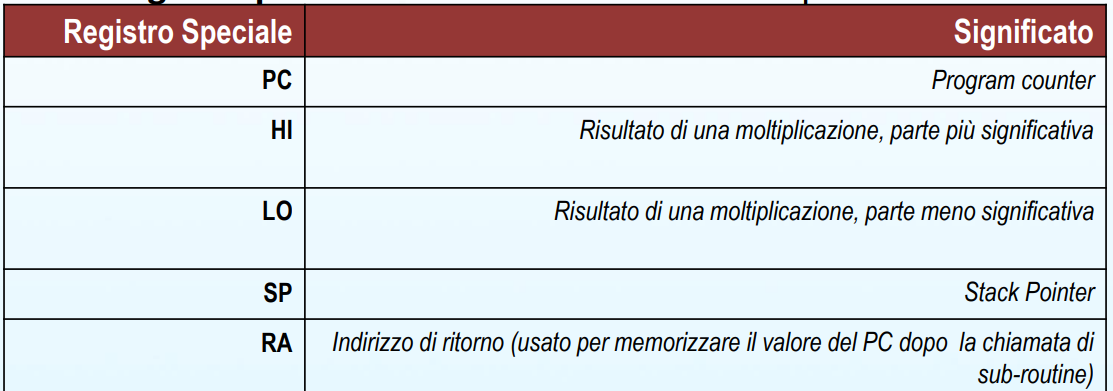 Registro Speciale Significato
PC Program counter
HI Risultato di una moltiplicazione, parte più significativa
LO Risultato di una moltiplicazione, parte meno significativa
SP Stack Pointer
RA Indirizzo di ritorno (usato per memorizzare il valore del PC dopo la chiamata di
sub-routine)